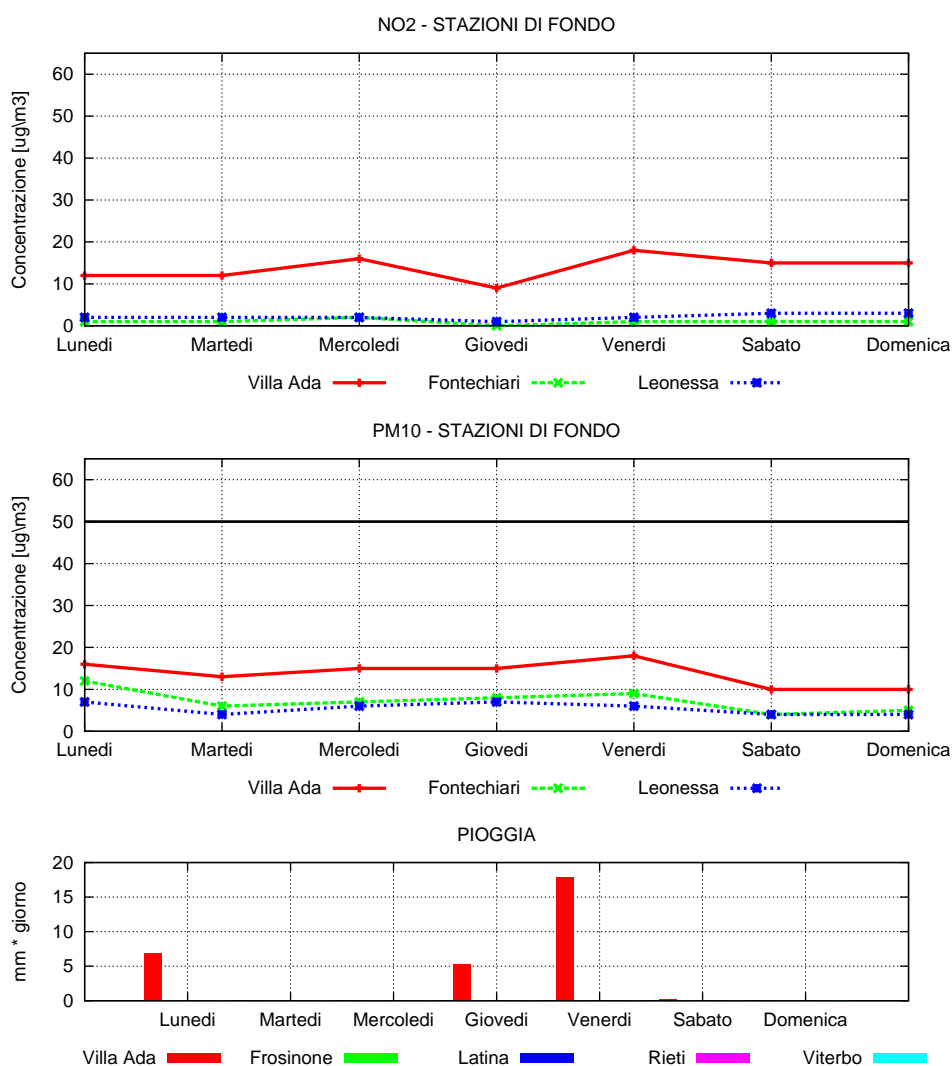 NO2 - STAZIONI DI FONDO
Concentrazione [ug\m3]
60
50
40
30
20
10
0
Lunedi Martedi Mercoledi Giovedi Venerdi Sabato Domenica
Villa Ada Fontechiari Leonessa
PM10 - STAZIONI DI FONDO
Concentrazione [ug\m3]
60
50
40
30
20
10
0
Lunedi Martedi Mercoledi Giovedi Venerdi Sabato Domenica
Villa Ada Fontechiari Leonessa
PIOGGIA
mm * giorno
20
15
10
5
0
Lunedi Martedi Mercoledi Giovedi Venerdi Sabato Domenica
Villa Ada Frosinone Latina Rieti Viterbo